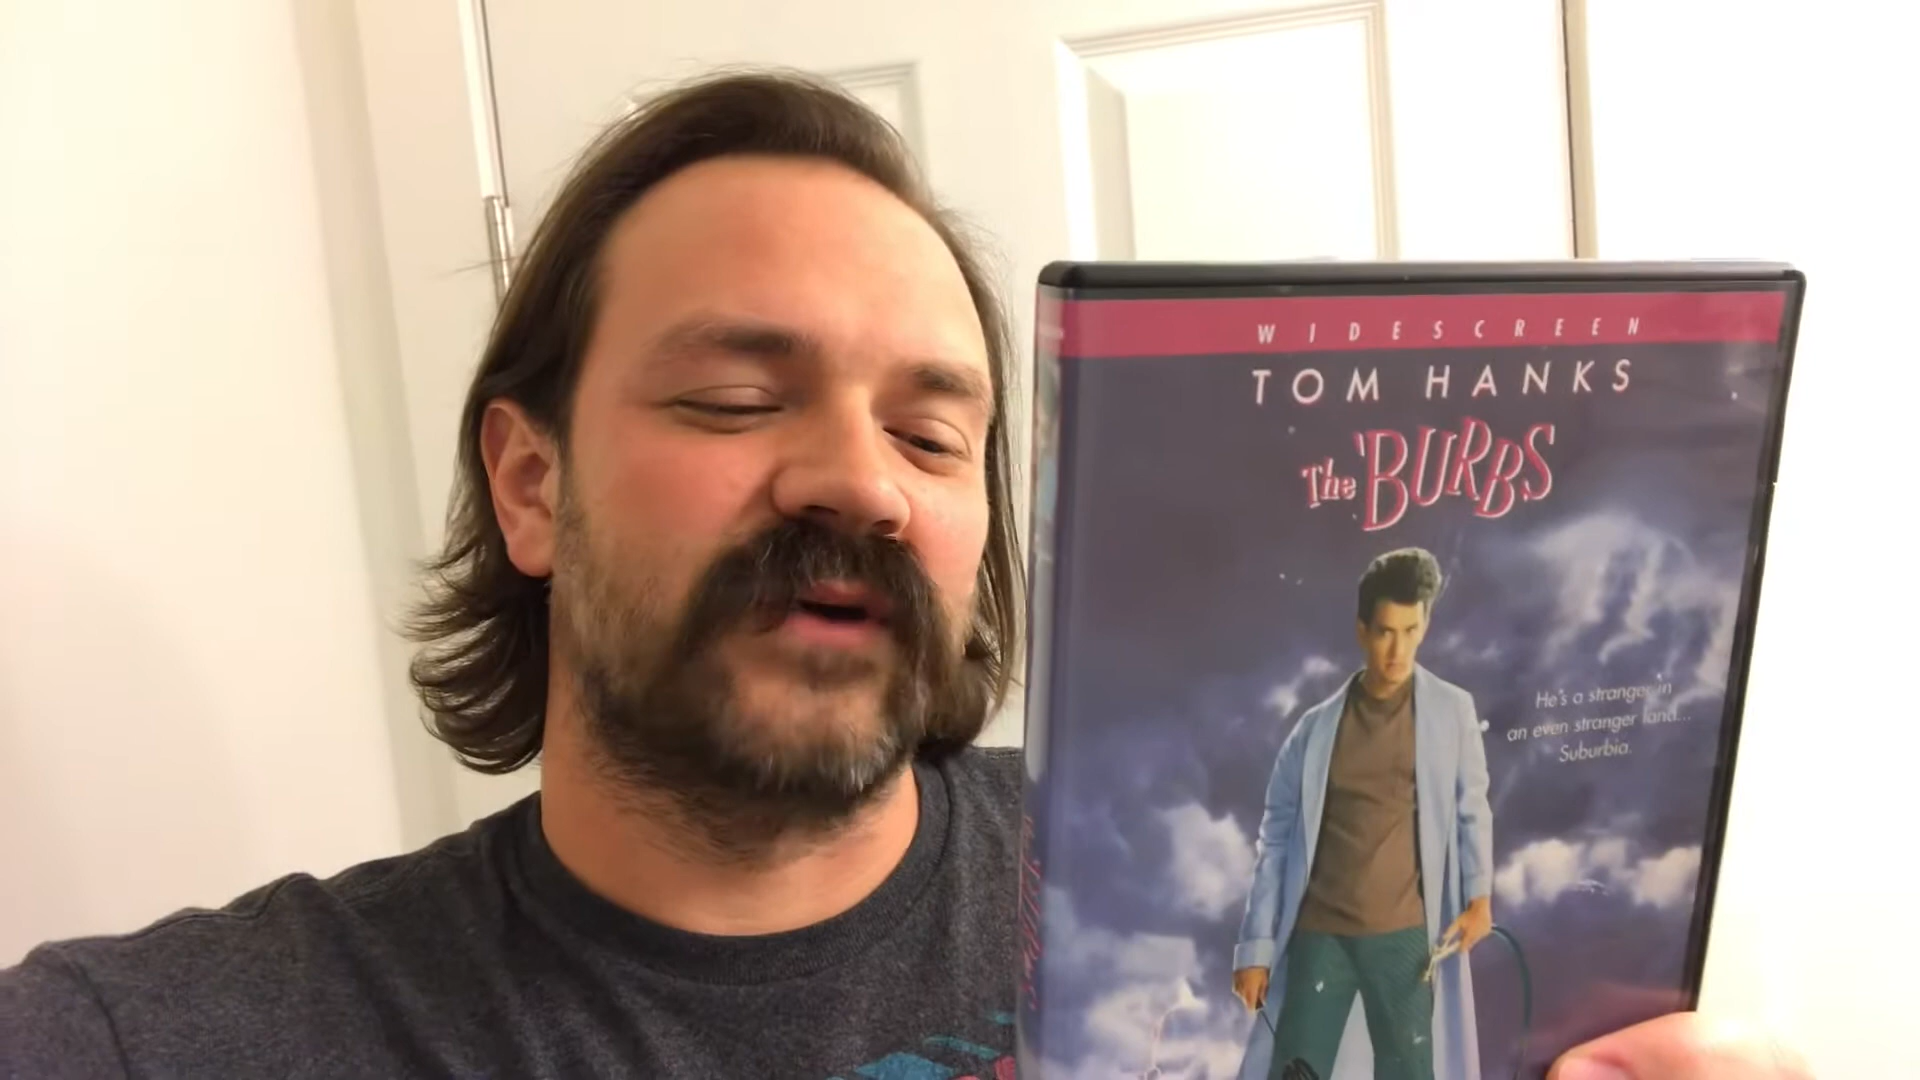 WIDESCREEN
TOM HANKS
The 'BURBS
He's a stranger in
an even stranger land...
Suburbia.